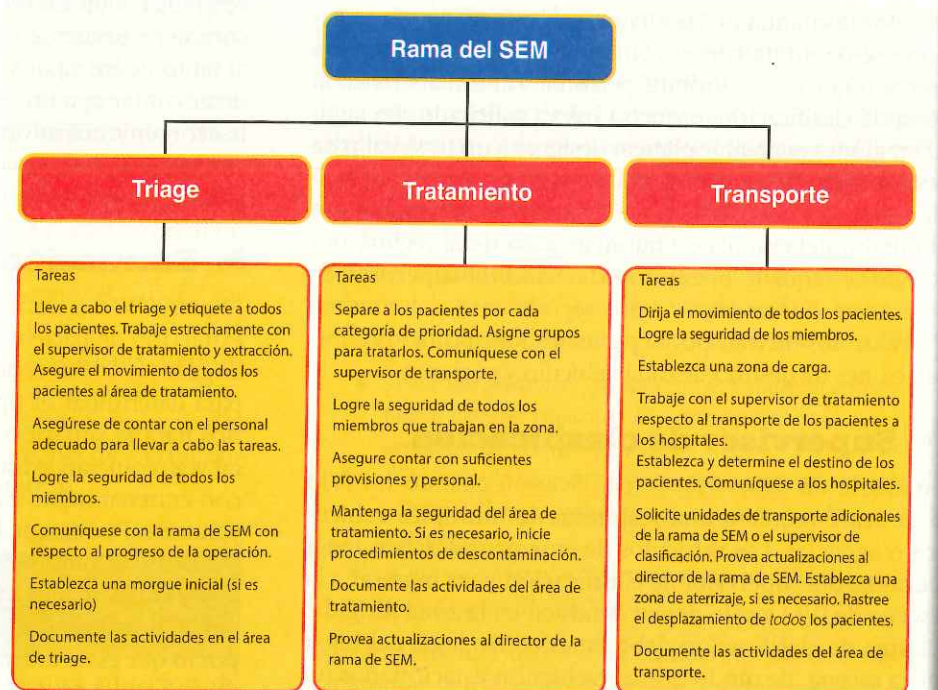 Rama del SEM
Triage
Tareas
Lleve a cabo el triage y etiquete a todos
los pacientes. Trabaje estrechamente con
el supervisor de tratamiento y extracción.
Asegure el movimiento de todos los
pacientes al área de tratamiento.
Asegúrese de contar con el personal
adecuado para llevar a cabo las tareas.
Logre la seguridad de todos los
miembros.
Comuníquese con la rama de SEM con
respecto al progreso de la operación.
Establezca una morgue inicial (si es
necesario)
Documente las actividades en el área
de triage.
Tratamiento
Tareas
Separe a los pacientes por cada
categoría de prioridad. Asigne grupos
para tratarlos. Comuníquese con el
supervisor de transporte.
Logre la seguridad de todos los
miembros que trabajan en la zona.
Asegure contar con suficientes
provisiones y personal.
Mantenga la seguridad del área de
tratamiento. Si es necesario, inicie
procedimientos de descontaminación.
Documente las actividades del área de
tratamiento.
Provea actualizaciones al director de la
rama de SEM.
Transporte
Tareas
Dirija el movimiento de todos los pacientes.
Logre la seguridad de los miembros.
Establezca una zona de carga.
Trabaje con el supervisor de tratamiento
respecto al transporte de los pacientes a
los hospitales.
Establezca y determine el destino de los
pacientes. Comuníquese a los hospitales.
Solicite unidades de transporte adicionales
de la rama de SEM o el supervisor de
clasificación. Provea actualizaciones al
director de la rama de SEM. Establezca una
zona de aterrizaje, si es necesario. Rastree
el desplazamiento de todos los pacientes.
Documente las actividades del área de
transporte.